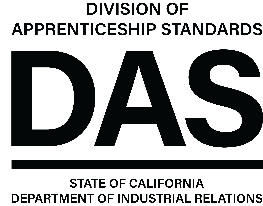 DIVISION OF
APPRENTICESHIP STANDARDS
DAS
STATE OF CALIFORNIA
DEPARTMENT OF INDUSTRIAL RELATIONS